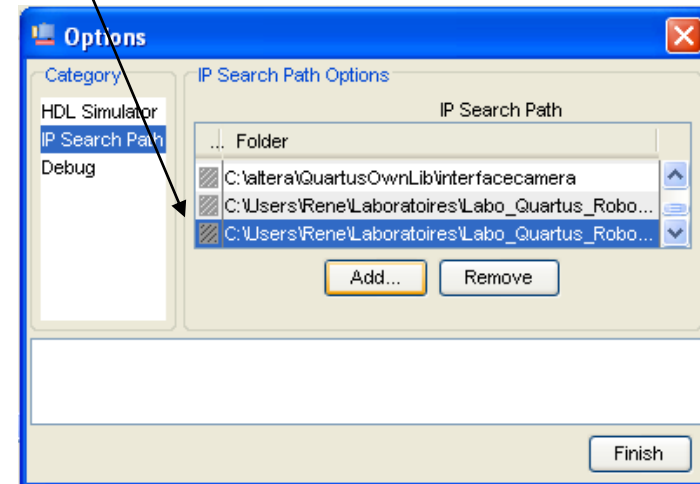 Options
Category
IP Search Path Options
HDL Simulator
IP Search Path
Debug
IP Search Path
... Folder
C:\altera\QuartusOwnLib\interfacecamera
C:\Users\Rene\Laboratoires\Labo_Quartus_Robo...
C:\Users\Rene\Laboratoires\Labo_Quartus_Robo...
Add... Remove
Finish